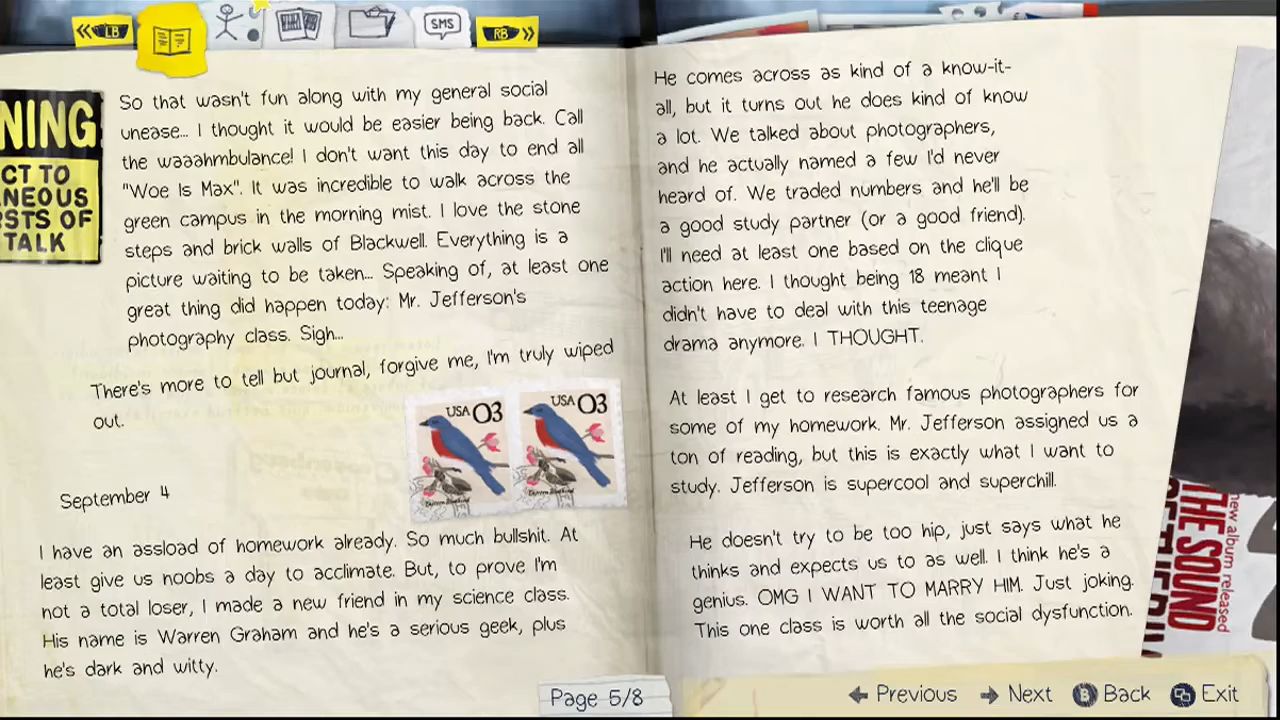 LB
SMS
RB
NING
CT TO
NEOUS
RSTS OF
TALK
So that wasn't fun along with my general social
unease... I thought it would be easier being back. Call
the waaahmbulance! I don't want this day to end all
"Woe Is Max". It was incredible to walk across the
green campus in the morning mist. I love the stone
steps and brick walls of Blackwell. Everything is a
picture waiting to be taken... Speaking of, at least one
great thing did happen today: Mr. Jefferson's
photography class. Sigh...
There's more to tell but journal, forgive me, I'm truly wiped
out.
USA 03
USA 03
September 4
I have an assload of homework already. So much bullshit. At
least give us noobs a day to acclimate. But, to prove I'm
not a total loser, I made a new friend in my science class.
His name is Warren Graham and he's a serious geek, plus
he's dark and witty.
He comes across as kind of a know-it-
all, but it turns out he does kind of know
a lot. We talked about photographers,
and he actually named a few I'd never
heard of. We traded numbers and he'll be
a good study partner (or a good friend).
I'll need at least one based on the clique
action here. I thought being 18 meant I
didn't have to deal with this teenage
drama anymore. I THOUGHT.
At least I get to research famous photographers for
some of my homework. Mr. Jefferson assigned us a
ton of reading, but this is exactly what I want to
study. Jefferson is supercool and superchill.
He doesn't try to be too hip, just says what he
thinks and expects us to as well. I think he's a
genius. OMG I WANT TO MARRY HIM. Just joking.
This one class is worth all the social dysfunction.
new album released
THE SOUND
Page 5/8
Previous
Next
B Back
Exit